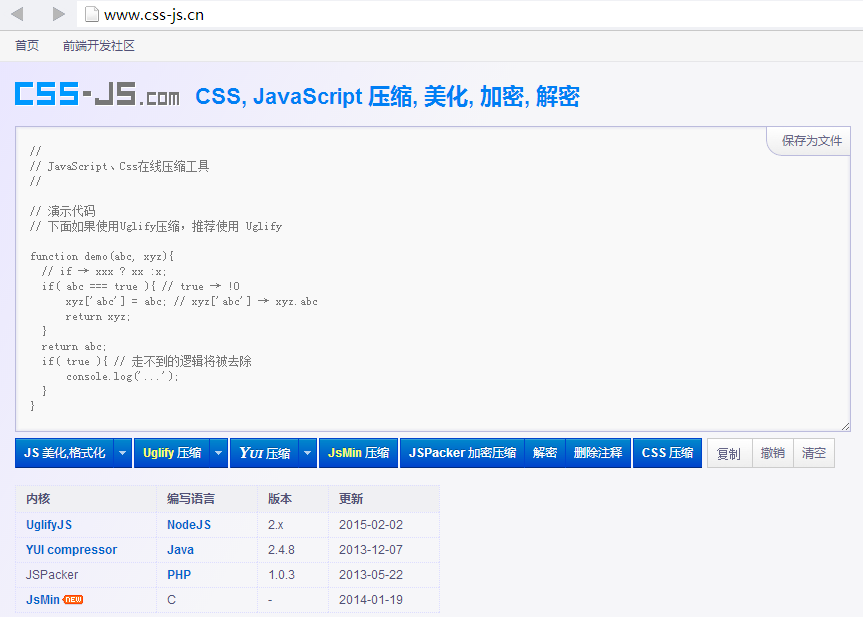 www.css-js.cn
首页 前端开发社区
CSS-JS.com CSS, JavaScript 压缩, 美化, 加密, 解密
保存为文件
//
// JavaScript、Css在线压缩工具
//
// 演示代码
// 下面如果使用Uglify压缩，推荐使用 Uglify
function demo(abc, xyz){
// if → xxx ? xx :x;
if( abc === true ){ // true → !0
xyz['abc'] = abc; // xyz['abc'] → xyz.abc
return xyz;
}
return abc;
if( true ){ // 走不到的逻辑将被去除
console.log('...');
}
}
JS 美化,格式化 Uglify 压缩 YUI 压缩 JsMin 压缩 JSPacker 加密压缩 解密 删除注释 CSS 压缩 复制 撤销 清空
内核 编写语言 版本 更新
UglifyJS NodeJS 2.x 2015-02-02
YUI compressor Java 2.4.8 2013-12-07
JSPacker PHP 1.0.3 2013-05-22
JsMin NEW C - 2014-01-19